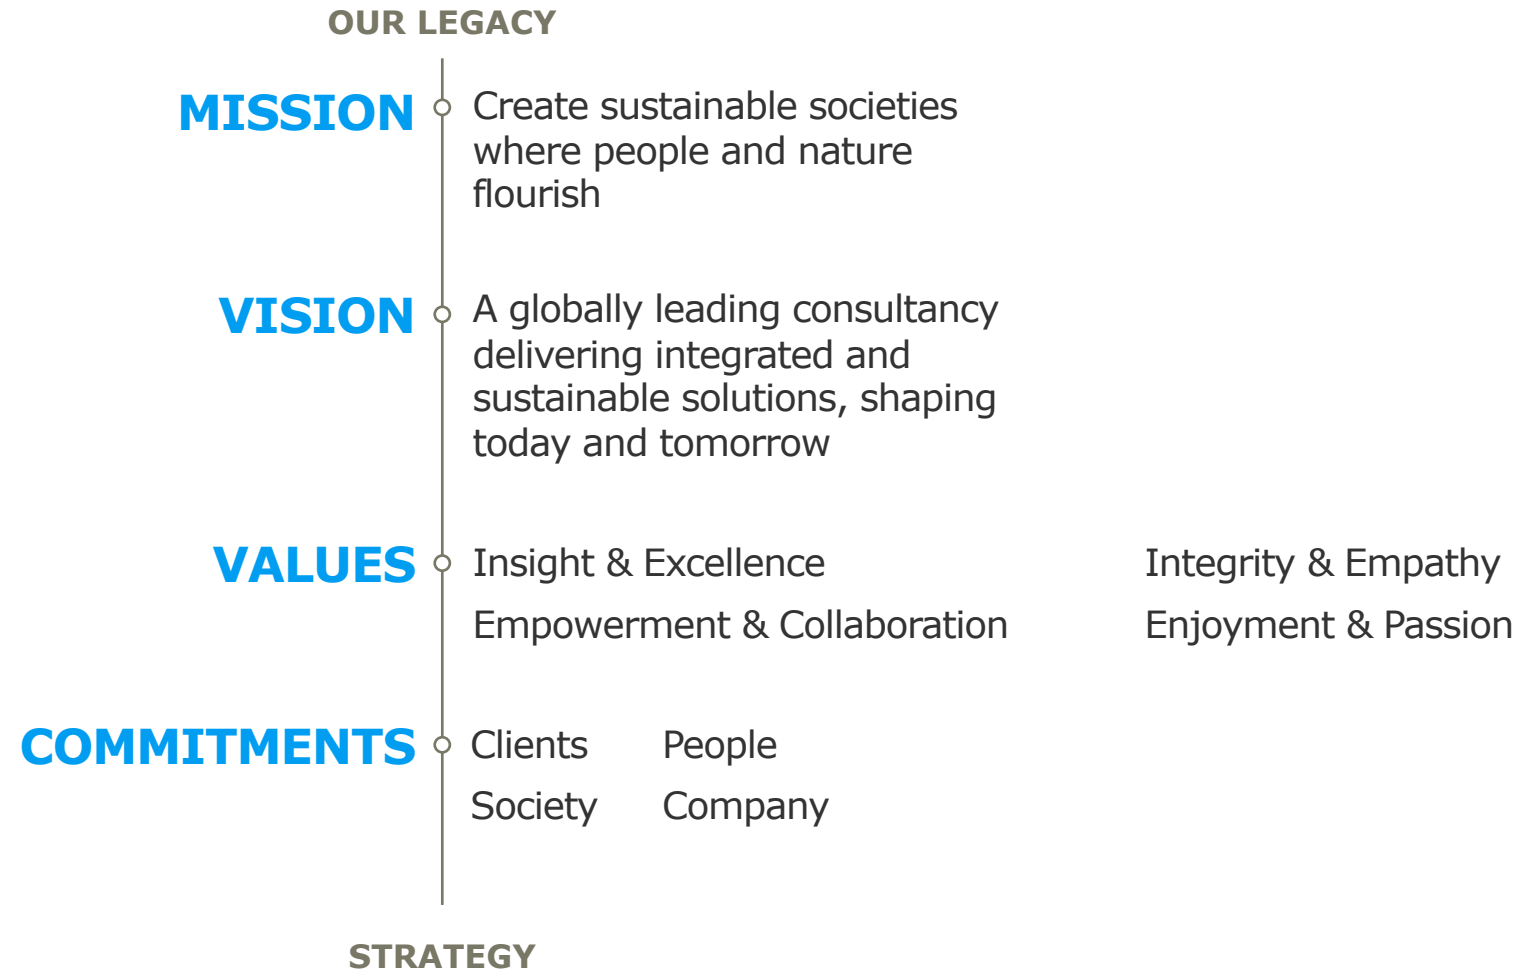 OUR LEGACY
MISSION
Create sustainable societies
where people and nature
flourish
VISION
A globally leading consultancy
delivering integrated and
sustainable solutions, shaping
today and tomorrow
VALUES
Insight & Excellence
Integrity & Empathy
Empowerment & Collaboration
Enjoyment & Passion
COMMITMENTS
Clients
People
Society
Company
STRATEGY